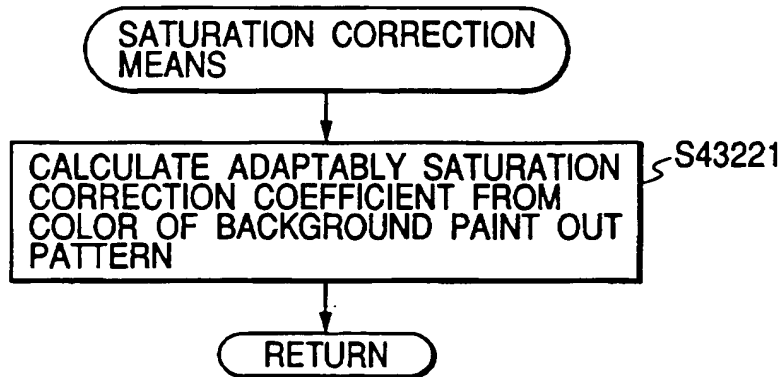 SATURATION CORRECTION
MEANS
S43221
CALCULATE ADAPTABLY SATURATION
CORRECTION COEFFICIENT FROM
COLOR OF BACKGROUND PAINT OUT
PATTERN
RETURN